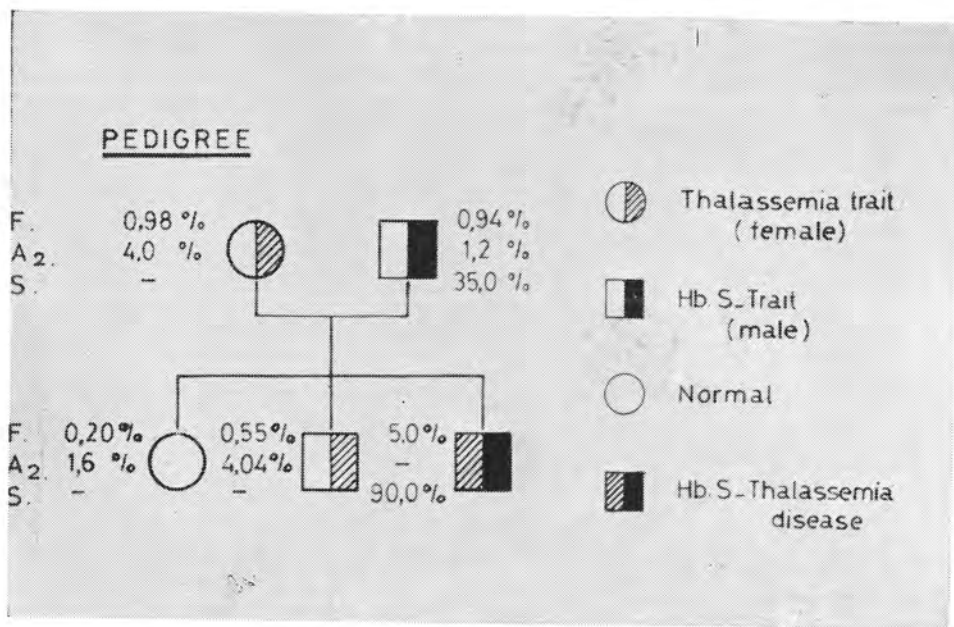 PEDIGREE
F. 0,98 % 0,94 %
A2. 4.0 % 1,2 %
S. – 35,0 %
Thalassemia trait
(female)
Hb. S_Trait
(male)
Normal
F. 0,20 % 0,55 % 5.0 %
A2. 1,6 % 4,04 % –
S. – – 90,0 %
Hb. S_Thalassemia
disease